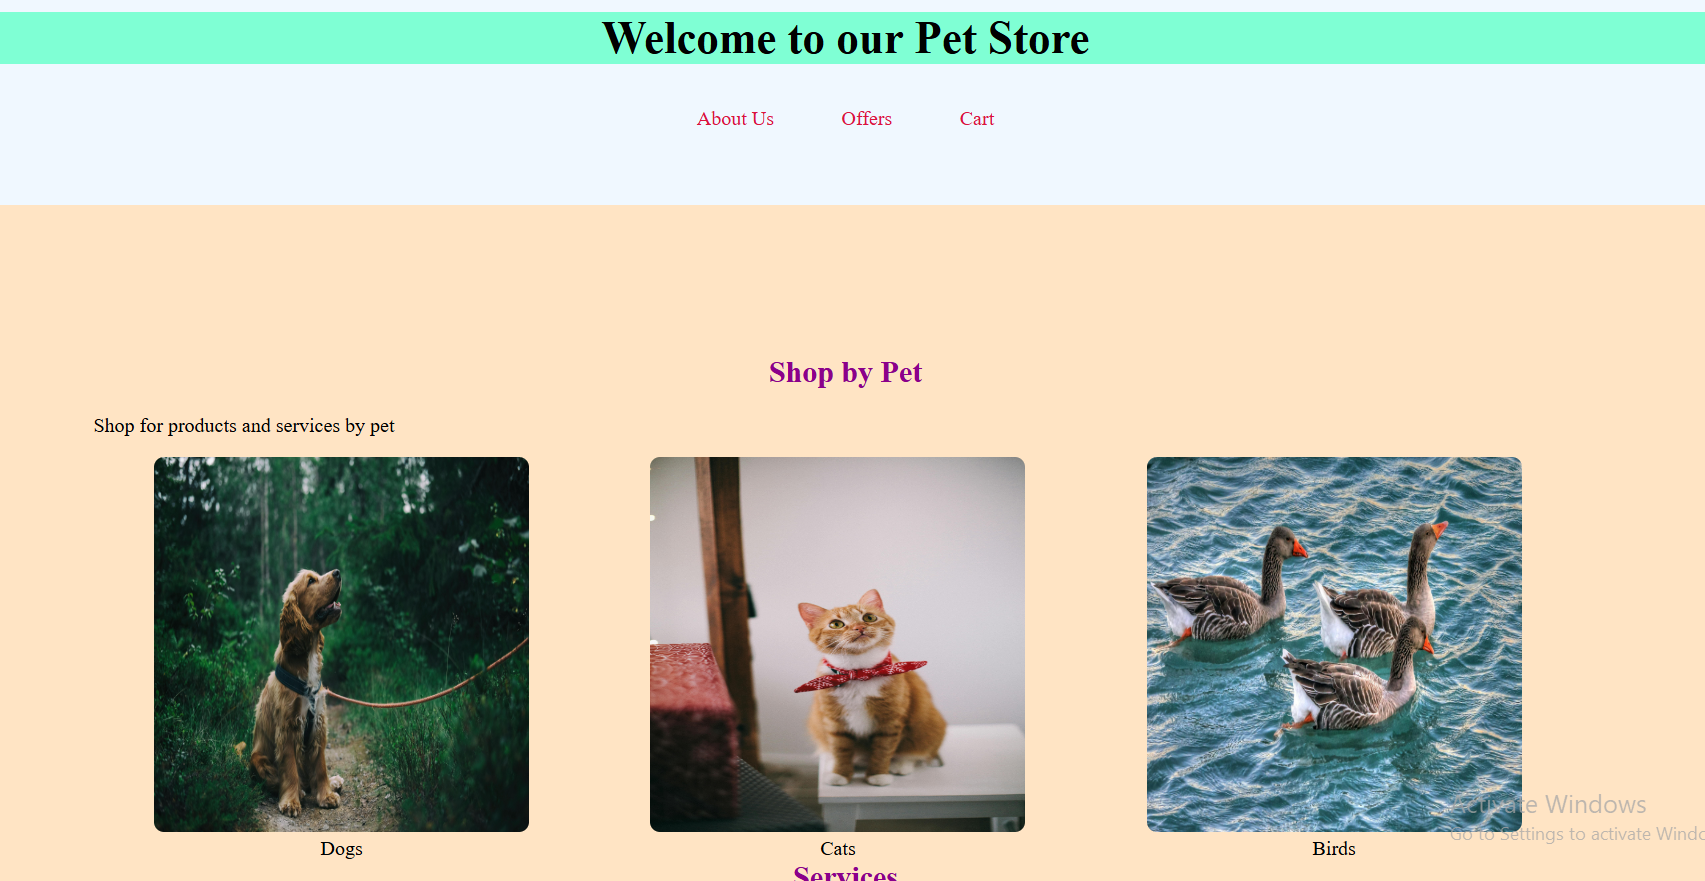 Welcome to our Pet Store
About Us Offers Cart
Shop by Pet
Shop for products and services by pet
Dogs Cats Birds
Services
Activate Windows
Go to Settings to activate